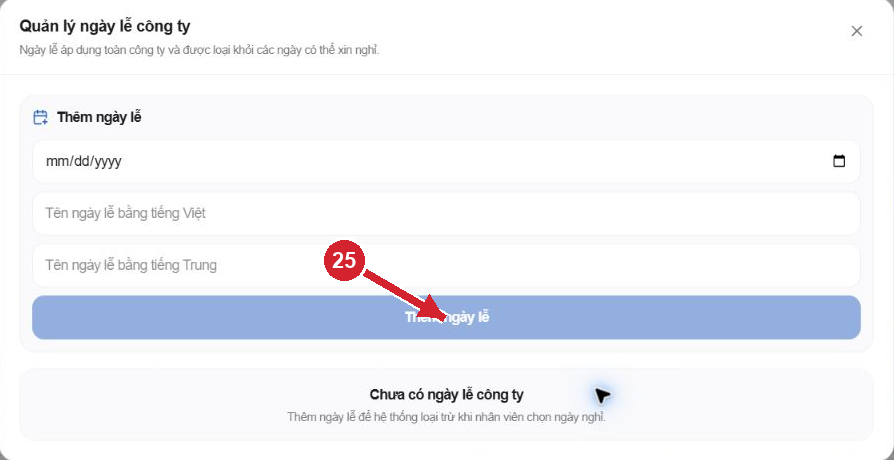 Quản lý ngày lễ công ty
Ngày lễ áp dụng toàn công ty và được loại khỏi các ngày có thể xin nghỉ.
Thêm ngày lễ
mm/dd/yyyy
Tên ngày lễ bằng tiếng Việt
Tên ngày lễ bằng tiếng Trung
25
Thêm ngày lễ
Chưa có ngày lễ công ty
Thêm ngày lễ để hệ thống loại trừ khi nhân viên chọn ngày nghỉ.